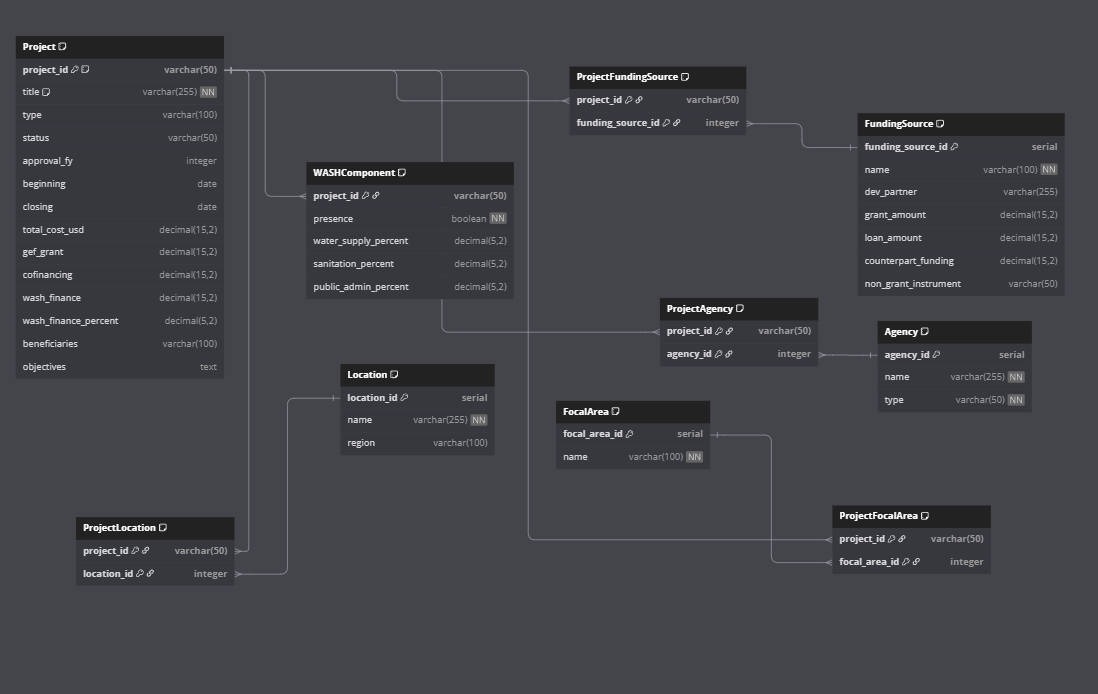 Project
project_id varchar(50)
title varchar(255) NN
type varchar(100)
status varchar(50)
approval_fy integer
beginning date
closing date
total_cost_usd decimal(15,2)
gef_grant decimal(15,2)
cofinancing decimal(15,2)
wash_finance decimal(15,2)
wash_finance_percent decimal(5,2)
beneficiaries varchar(100)
objectives text
ProjectFundingSource
project_id varchar(50)
funding_source_id integer
FundingSource
funding_source_id serial
name varchar(100) NN
dev_partner varchar(255)
grant_amount decimal(15,2)
loan_amount decimal(15,2)
counterpart_funding decimal(15,2)
non_grant_instrument varchar(50)
WASHComponent
project_id varchar(50)
presence boolean NN
water_supply_percent decimal(5,2)
sanitation_percent decimal(5,2)
public_admin_percent decimal(5,2)
ProjectAgency
project_id varchar(50)
agency_id integer
Agency
agency_id serial
name varchar(255) NN
type varchar(50) NN
Location
location_id serial
name varchar(255) NN
region varchar(100)
FocalArea
focal_area_id serial
name varchar(100) NN
ProjectLocation
project_id varchar(50)
location_id integer
ProjectFocalArea
project_id varchar(50)
focal_area_id integer